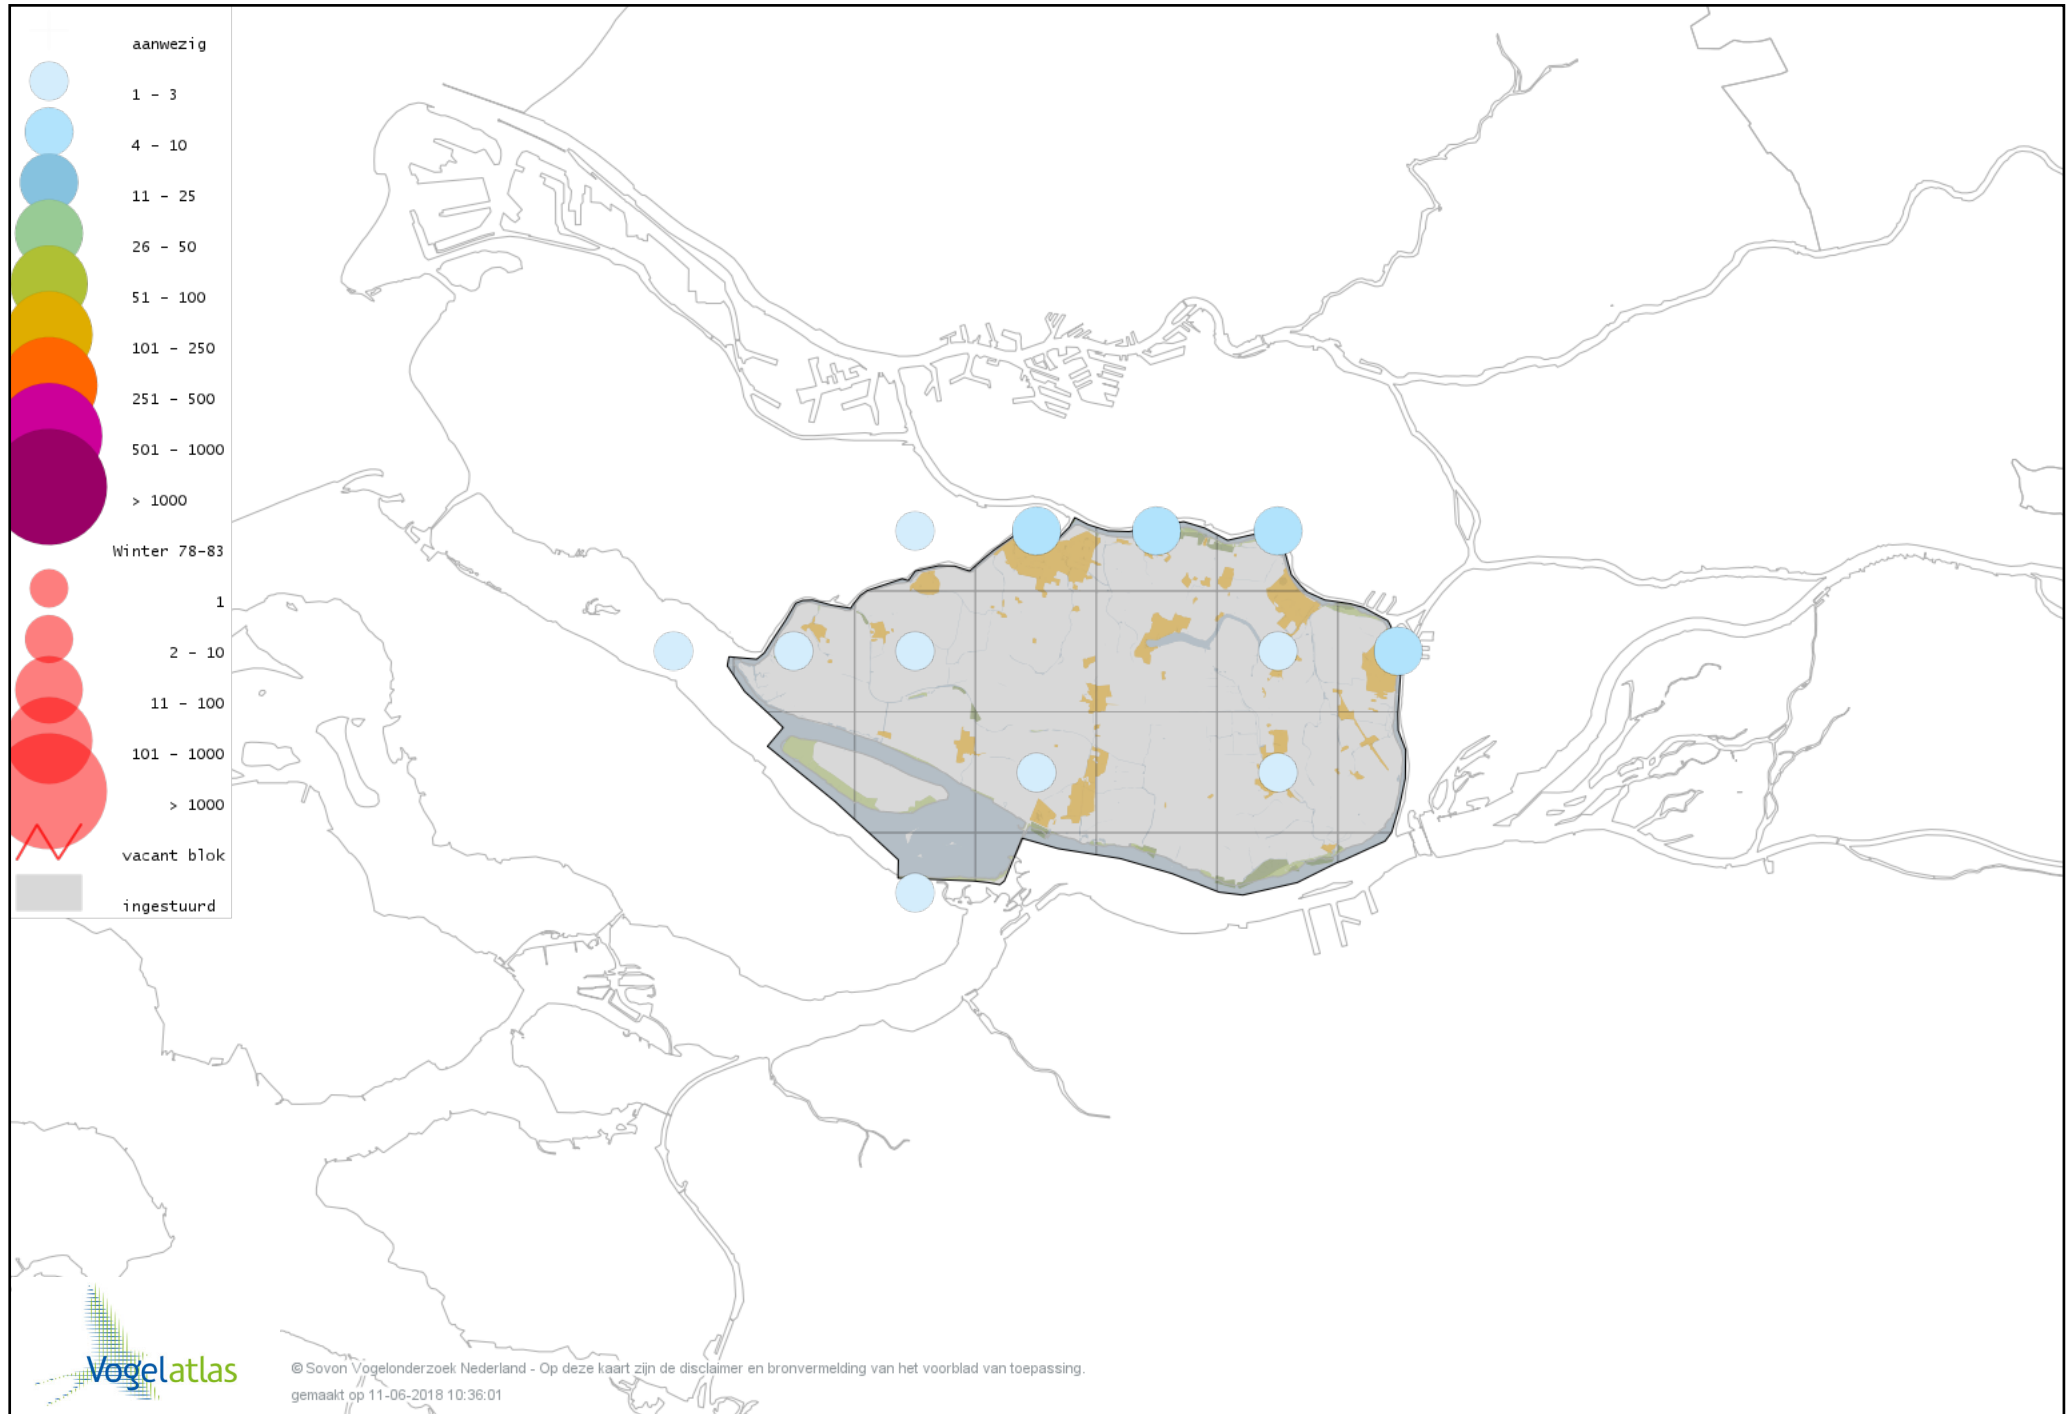 aanwezig
1 – 3
4 – 10
11 – 25
26 – 50
51 – 100
101 – 250
251 – 500
501 – 1000
> 1000
Winter 78-83
1
2 – 10
11 – 100
101 – 1000
> 1000
vacant blok
ingestuurd
Vogelatlas
© Sovon Vogelonderzoek Nederland - Op deze kaart zijn de disclaimer en bronvermelding van het voorblad van toepassing.
gemaakt op 11-06-2018 10:36:01